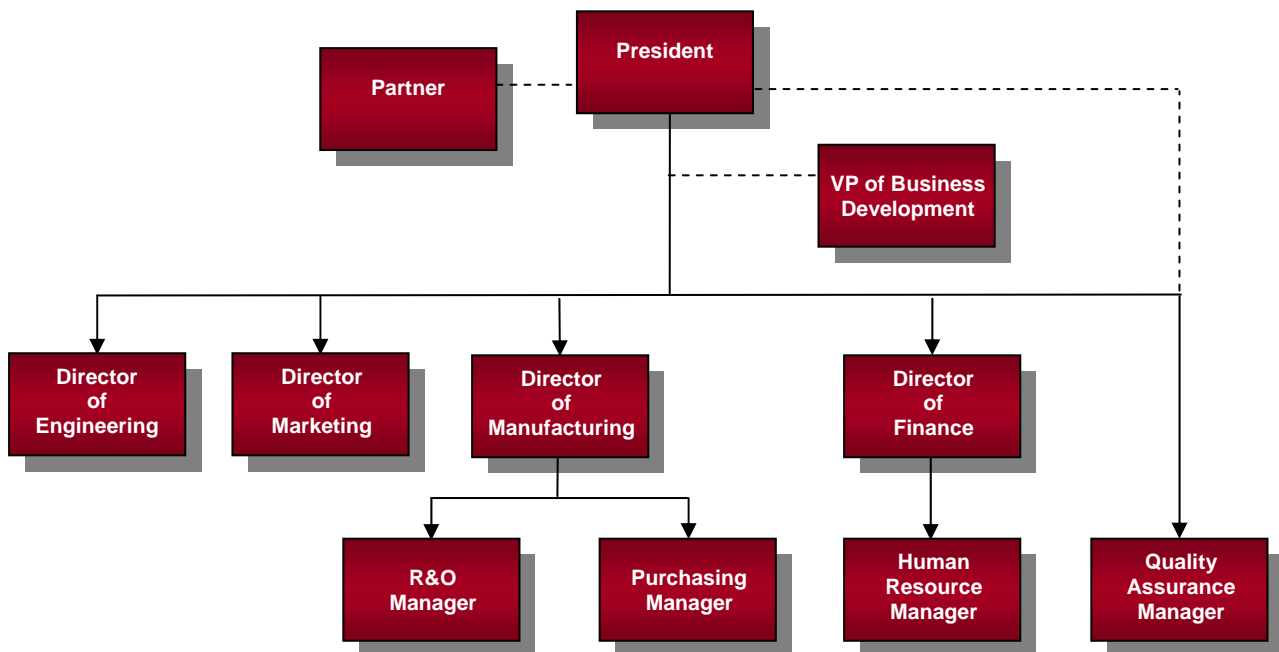 President
Partner
VP of Business
Development
Director
of
Engineering
Director
of
Marketing
Director
of
Manufacturing
Director
of
Finance
R&O
Manager
Purchasing
Manager
Human
Resource
Manager
Quality
Assurance
Manager